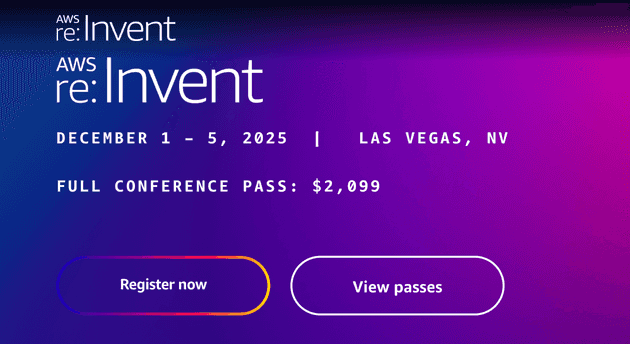 AWS
re:Invent
AWS
re:Invent
DECEMBER 1 – 5, 2025 | LAS VEGAS, NV
FULL CONFERENCE PASS: $2,099
Register now
View passes